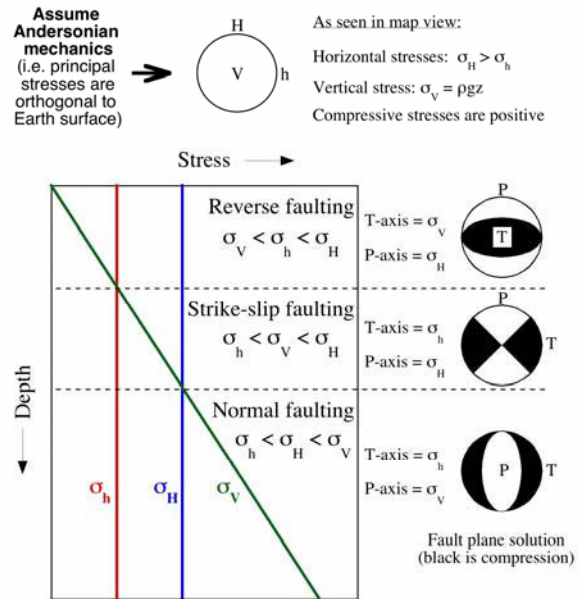 Assume
Andersonian
mechanics
(i.e. principal
stresses are
orthogonal to
Earth surface)
H
V
h
As seen in map view:
Horizontal stresses: σH > σh
Vertical stress: σV = ρgz
Compressive stresses are positive
Stress
Depth
Reverse faulting
σV < σh < σH
T-axis = σV
P-axis = σH
P
T
Strike-slip faulting
σh < σV < σH
T-axis = σh
P-axis = σH
P
T
Normal faulting
σh < σH < σV
T-axis = σh
P-axis = σV
P
T
σh
σH
σV
Fault plane solution
(black is compression)